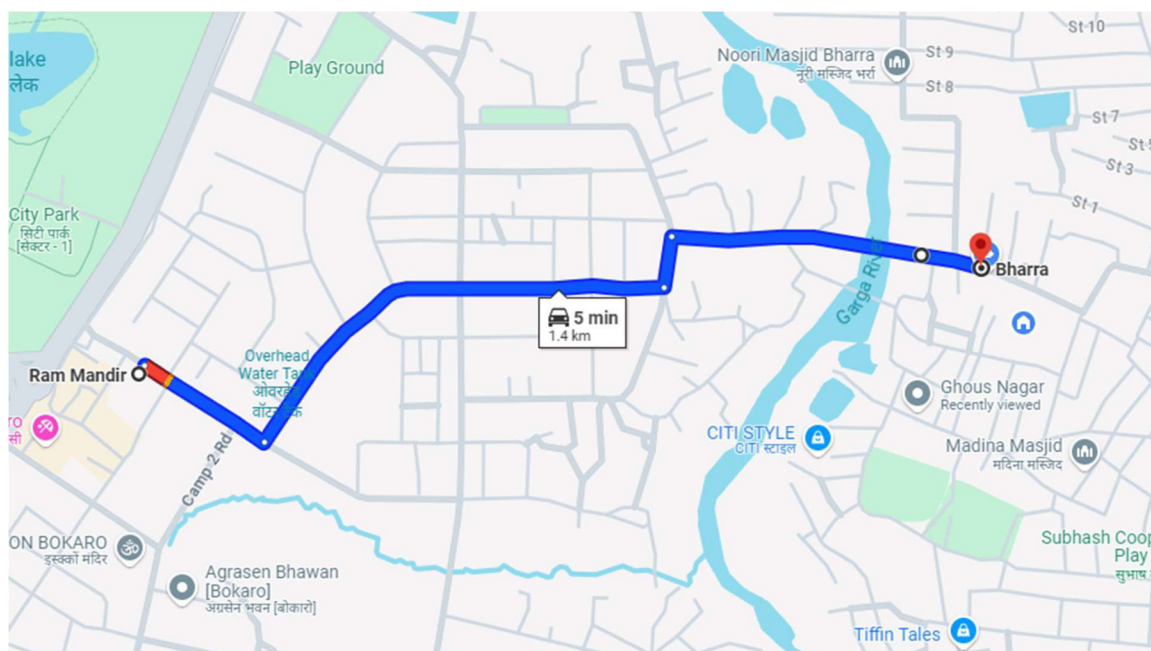 lake
लेक
Play Ground
Noori Masjid Bharra
नूरी मस्जिद भर्रा
St 10
St 9
St 8
St 7
St 3
St 1
City Park
सिटी पार्क
[सेक्टर - 1]
Garga River
Bharra
5 min
1.4 km
Overhead
Water Tank
ओवरहेड
वॉटर टैंक
Ram Mandir
Ghous Nagar
Recently viewed
CITI STYLE
CITI स्टाइल
Madina Masjid
मदिना मस्जिद
Camp 2 Rd
ON BOKARO
इस्कों मंदिर
Agrasen Bhawan
[Bokaro]
अग्रसेन भवन [बोकारो]
Subhash Coop
Play
सुभाष
Tiffin Tales